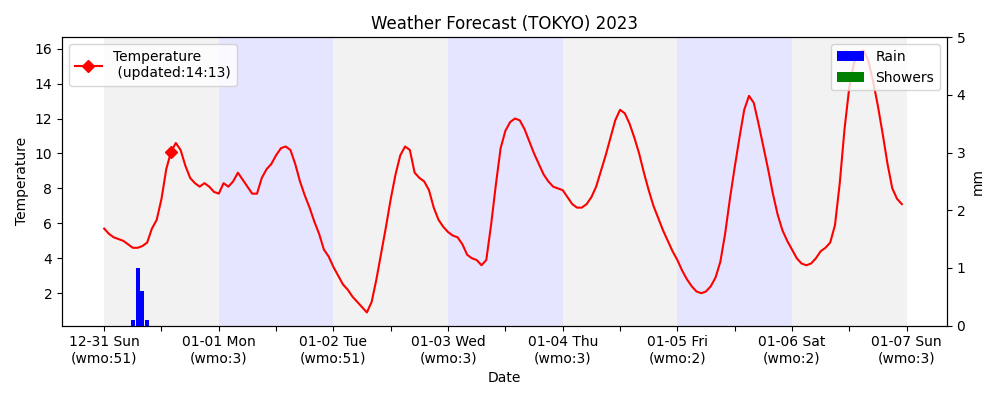 Weather Forecast (TOKYO) 2023
Temperature
(updated:14:13)
Rain
Showers
Temperature
16
14
12
10
8
6
4
2
5
4
3
2
1
0
mm
12-31 Sun
(wmo:51)
01-01 Mon
(wmo:3)
01-02 Tue
(wmo:51)
01-03 Wed
(wmo:3)
01-04 Thu
(wmo:3)
01-05 Fri
(wmo:2)
01-06 Sat
(wmo:2)
01-07 Sun
(wmo:3)
Date